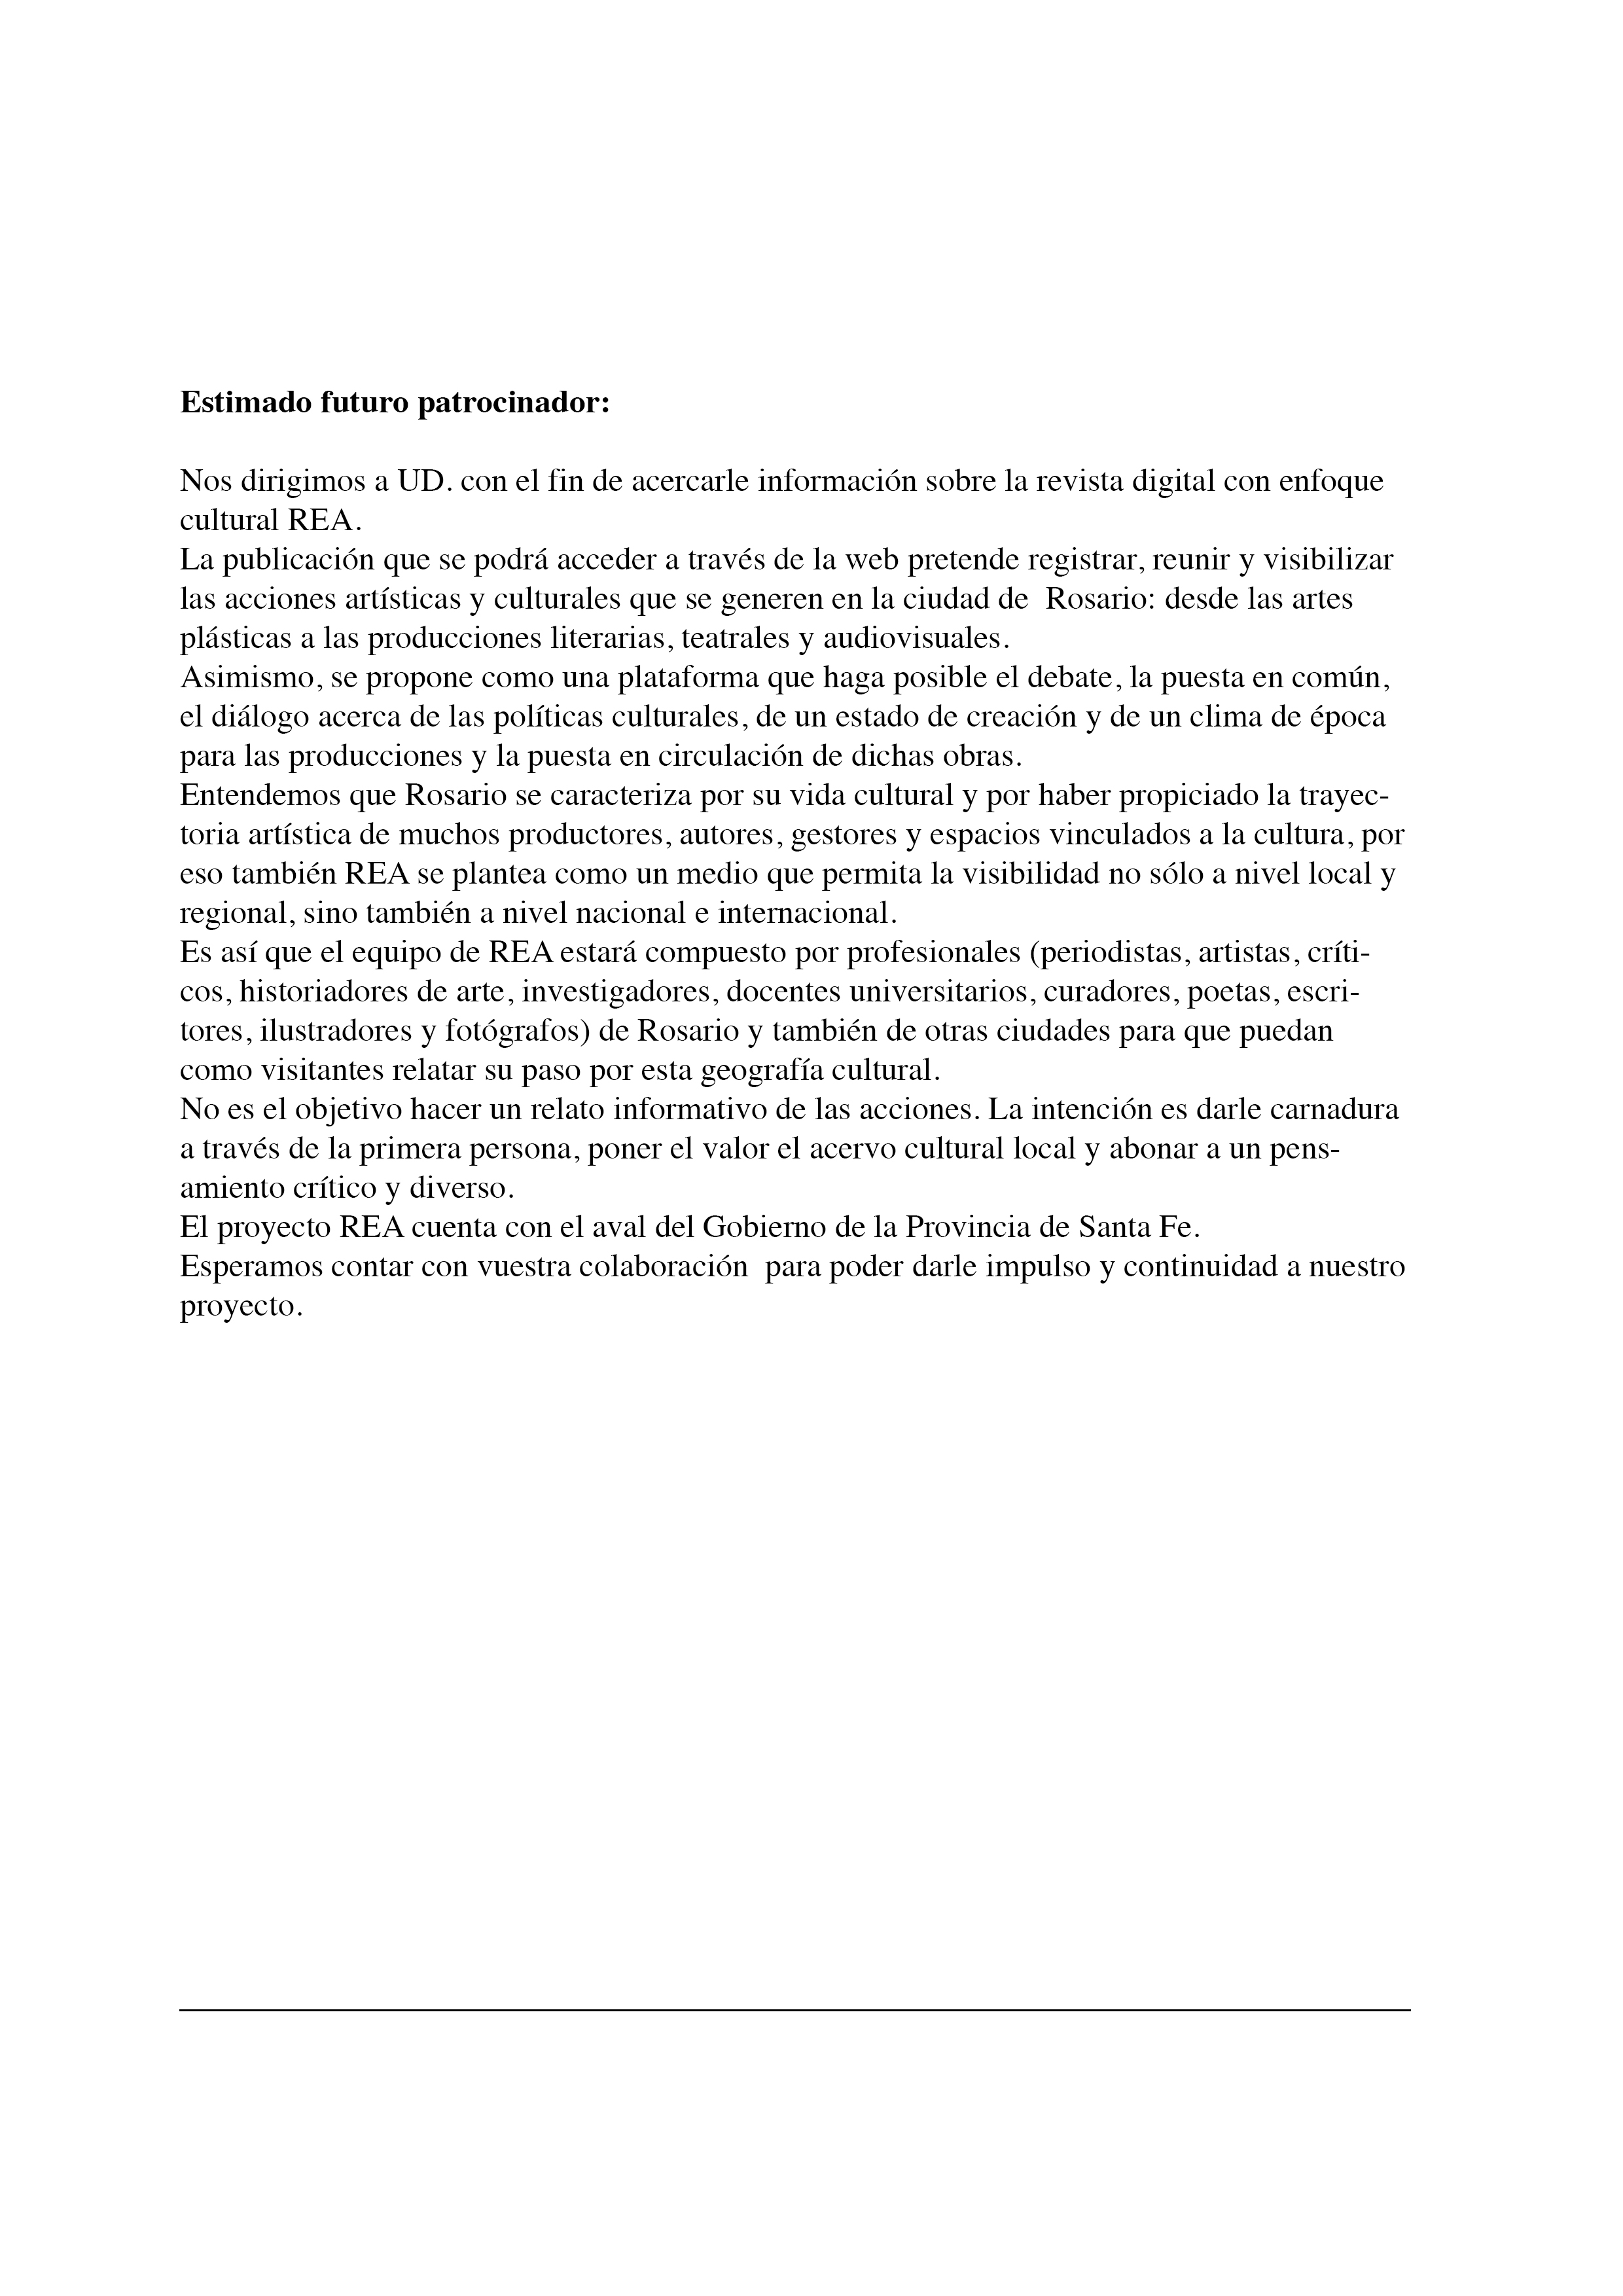 Estimado futuro patrocinador:
Nos dirigimos a UD. con el fin de acercarle información sobre la revista digital con enfoque
cultural REA.
La publicación que se podrá acceder a través de la web pretende registrar, reunir y visibilizar
las acciones artísticas y culturales que se generen en la ciudad de  Rosario: desde las artes
plásticas a las producciones literarias, teatrales y audiovisuales.
Asimismo, se propone como una plataforma que haga posible el debate, la puesta en común,
el diálogo acerca de las políticas culturales, de un estado de creación y de un clima de época
para las producciones y la puesta en circulación de dichas obras.
Entendemos que Rosario se caracteriza por su vida cultural y por haber propiciado la trayec-
toria artística de muchos productores, autores, gestores y espacios vinculados a la cultura, por
eso también REA se plantea como un medio que permita la visibilidad no sólo a nivel local y
regional, sino también a nivel nacional e internacional.
Es así que el equipo de REA estará compuesto por profesionales (periodistas, artistas, críti-
cos, historiadores de arte, investigadores, docentes universitarios, curadores, poetas, escri-
tores, ilustradores y fotógrafos) de Rosario y también de otras ciudades para que puedan
como visitantes relatar su paso por esta geografía cultural.
No es el objetivo hacer un relato informativo de las acciones. La intención es darle carnadura
a través de la primera persona, poner el valor el acervo cultural local y abonar a un pens-
amiento crítico y diverso.
El proyecto REA cuenta con el aval del Gobierno de la Provincia de Santa Fe.
Esperamos contar con vuestra colaboración  para poder darle impulso y continuidad a nuestro
proyecto.